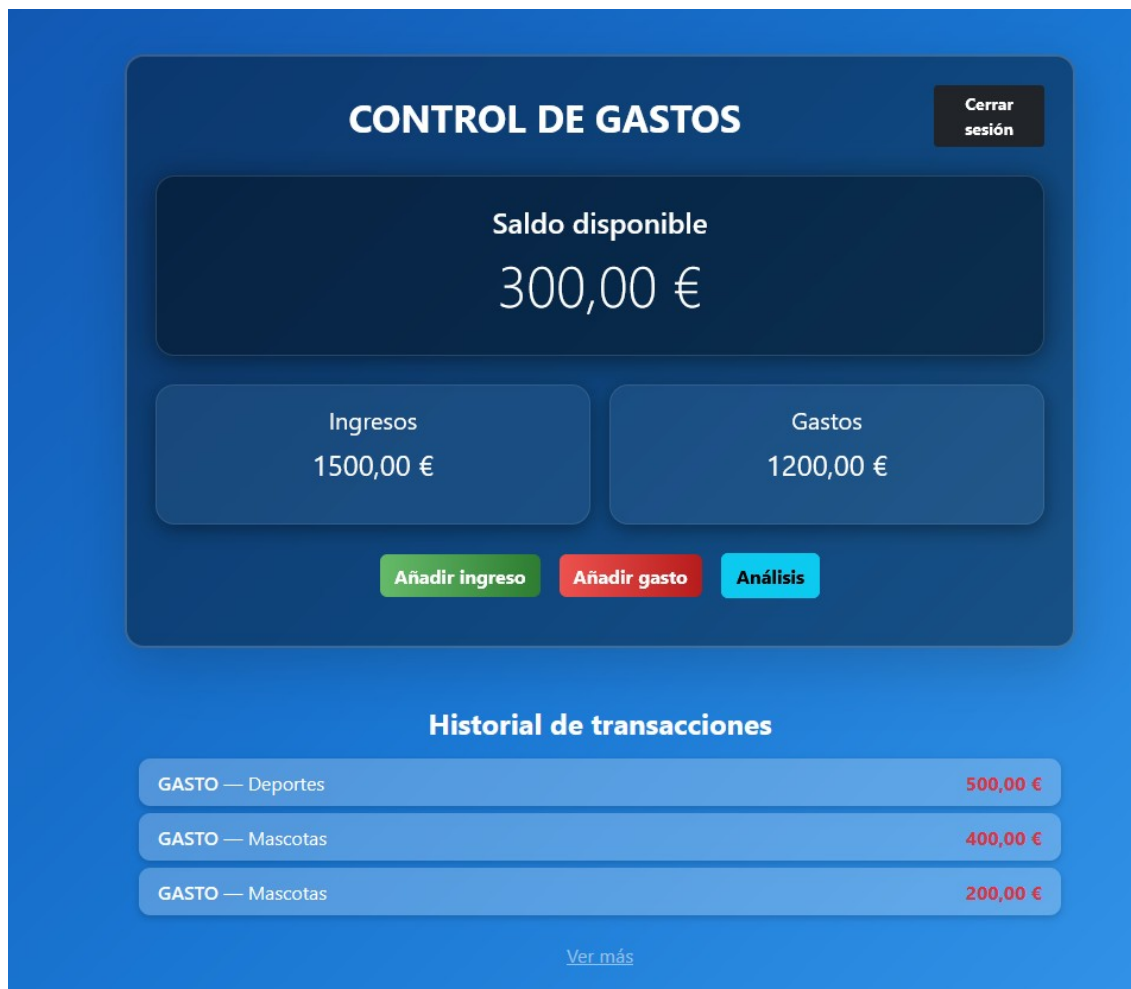 CONTROL DE GASTOS
Cerrar
sesión
Saldo disponible
300,00 €
Ingresos
1500,00 €
Gastos
1200,00 €
Añadir ingreso
Añadir gasto
Análisis
Historial de transacciones
GASTO — Deportes 500,00 €
GASTO — Mascotas 400,00 €
GASTO — Mascotas 200,00 €
Ver más